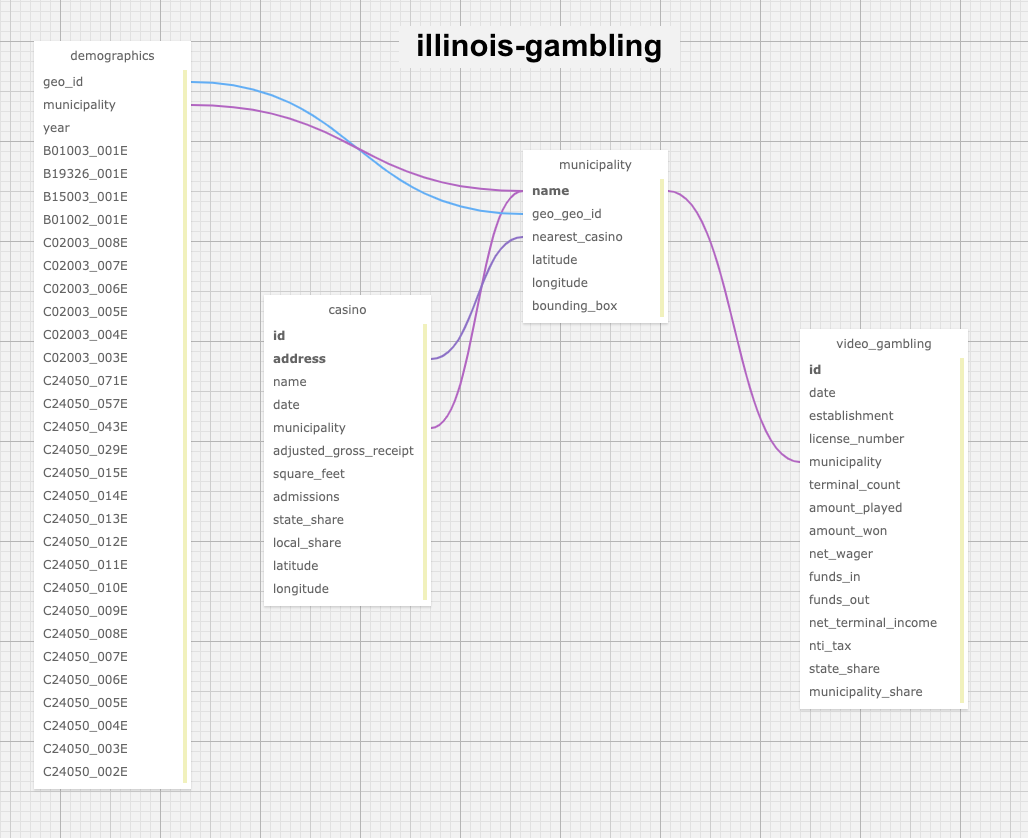 illinois-gambling
demographics
geo_id
municipality
year
B01003_001E
B19326_001E
B15003_001E
B01002_001E
C02003_008E
C02003_007E
C02003_006E
C02003_005E
C02003_004E
C02003_003E
C24050_071E
C24050_057E
C24050_043E
C24050_029E
C24050_015E
C24050_014E
C24050_013E
C24050_012E
C24050_011E
C24050_010E
C24050_009E
C24050_008E
C24050_007E
C24050_006E
C24050_005E
C24050_004E
C24050_003E
C24050_002E
casino
id
address
name
date
municipality
adjusted_gross_receipt
square_feet
admissions
state_share
local_share
latitude
longitude
municipality
name
geo_geo_id
nearest_casino
latitude
longitude
bounding_box
video_gambling
id
date
establishment
license_number
municipality
terminal_count
amount_played
amount_won
net_wager
funds_in
funds_out
net_terminal_income
nti_tax
state_share
municipality_share